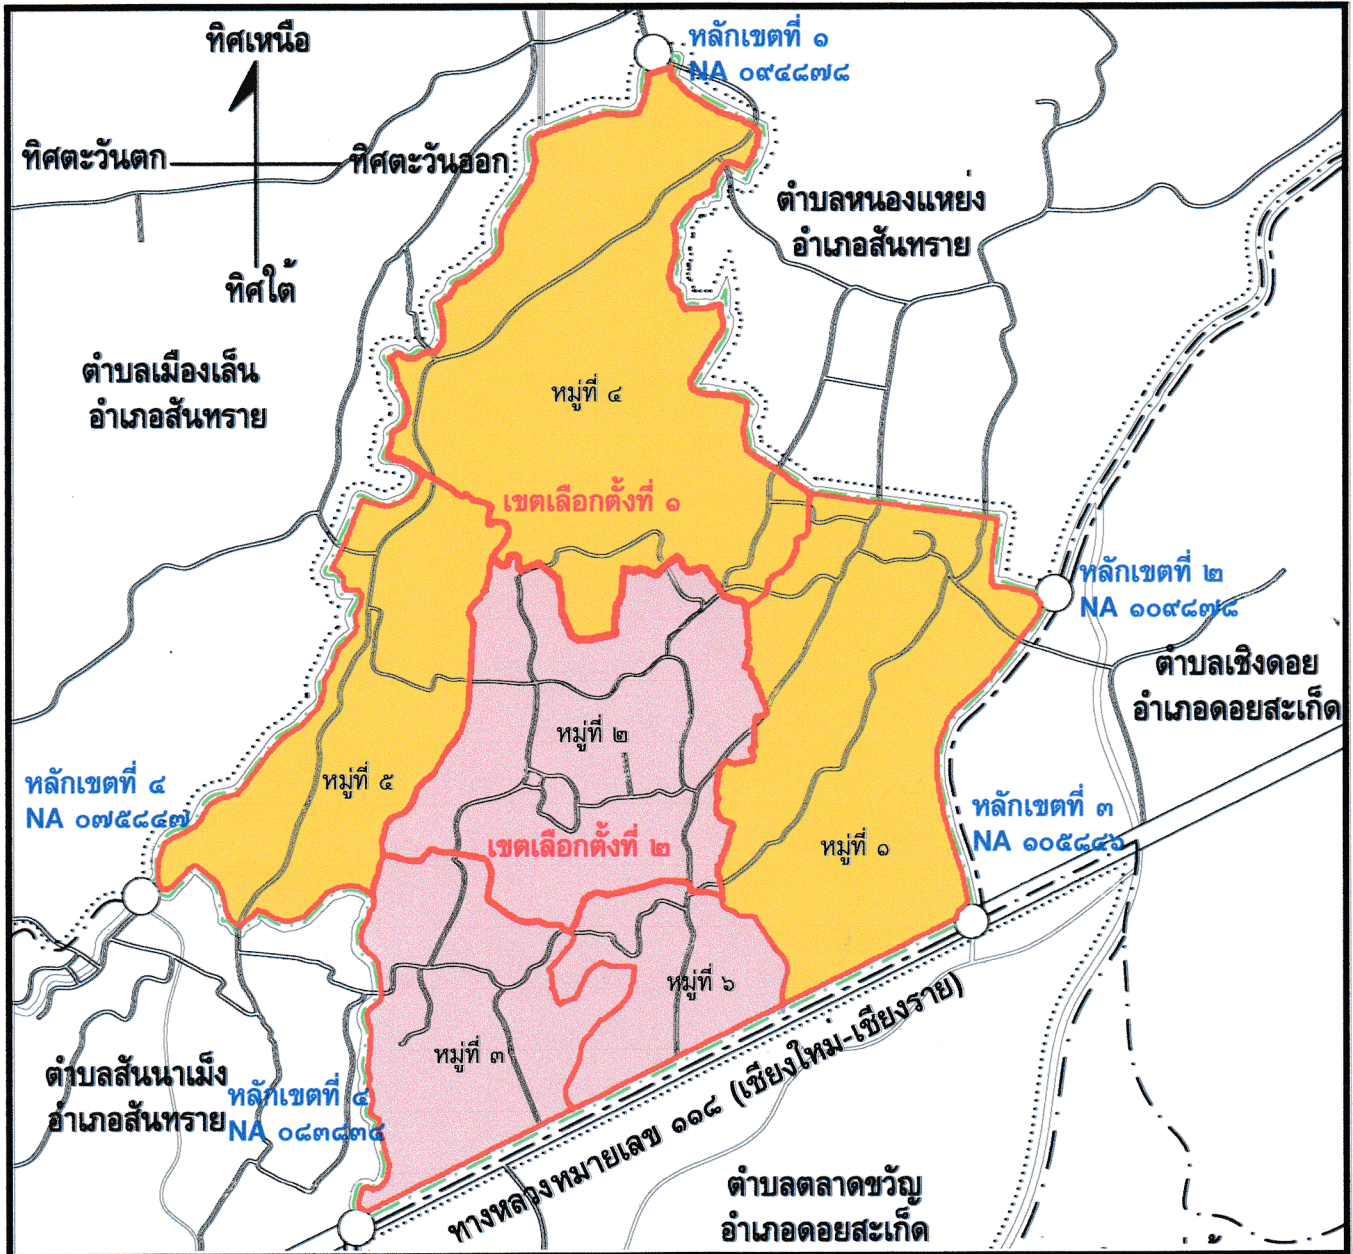 ทิศเหนือ
หลักเขตที่ ๑
NA ๐๙๔๘๗๘
ทิศตะวันตก
ทิศตะวันออก
ตำบลหนองแหย่ง
อำเภอสันทราย
ทิศใต้
ตำบลเมืองเล็น
อำเภอสันทราย
หมู่ที่ ๔
เขตเลือกตั้งที่ ๑
หลักเขตที่ ๒
NA ๑๐๙๘๗๘
ตำบลเชิงดอย
อำเภอดอยสะเก็ด
หมู่ที่ ๒
หมู่ที่ ๕
หลักเขตที่ ๔
NA ๐๗๕๘๔๗
หลักเขตที่ ๓
NA ๑๐๕๘๔๖
เขตเลือกตั้งที่ ๒
หมู่ที่ ๑
หมู่ที่ ๖
หมู่ที่ ๓
ตำบลสันนาเม็ง
อำเภอสันทราย
หลักเขตที่ ๔
NA ๐๘๓๘๓๕
ทางหลวงหมายเลข ๑๑๘ (เชียงใหม่-เชียงราย)
ตำบลตลาดขวัญ
อำเภอดอยสะเก็ด